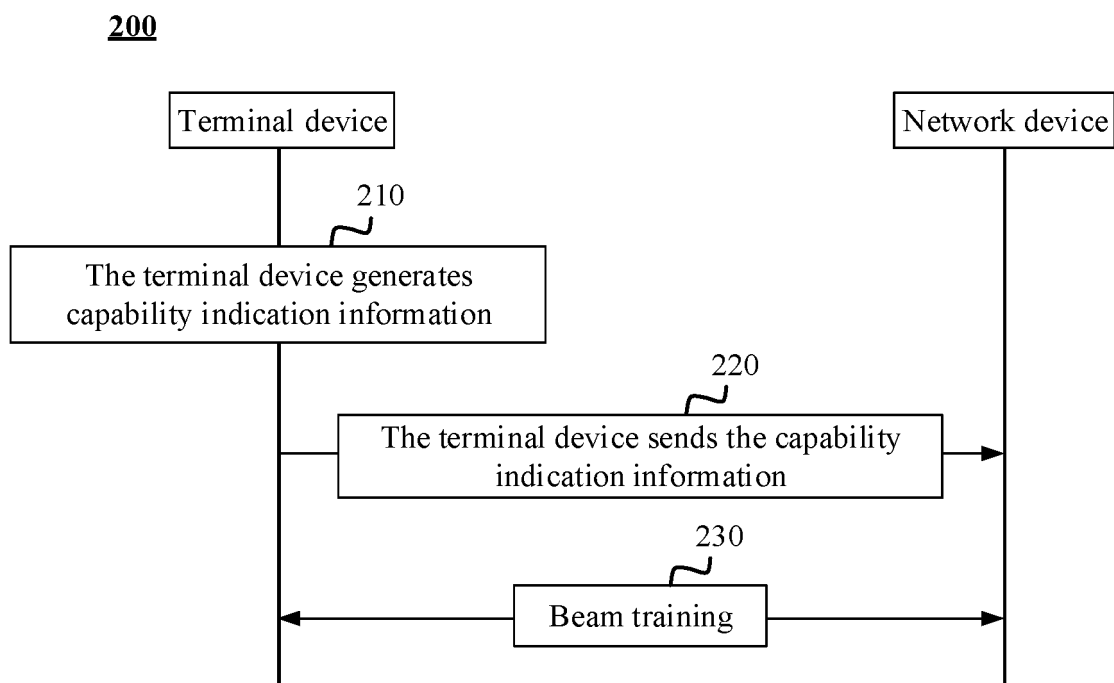 200
Terminal device
Network device
210
The terminal device generates
capability indication information
220
The terminal device sends the capability
indication information
230
Beam training